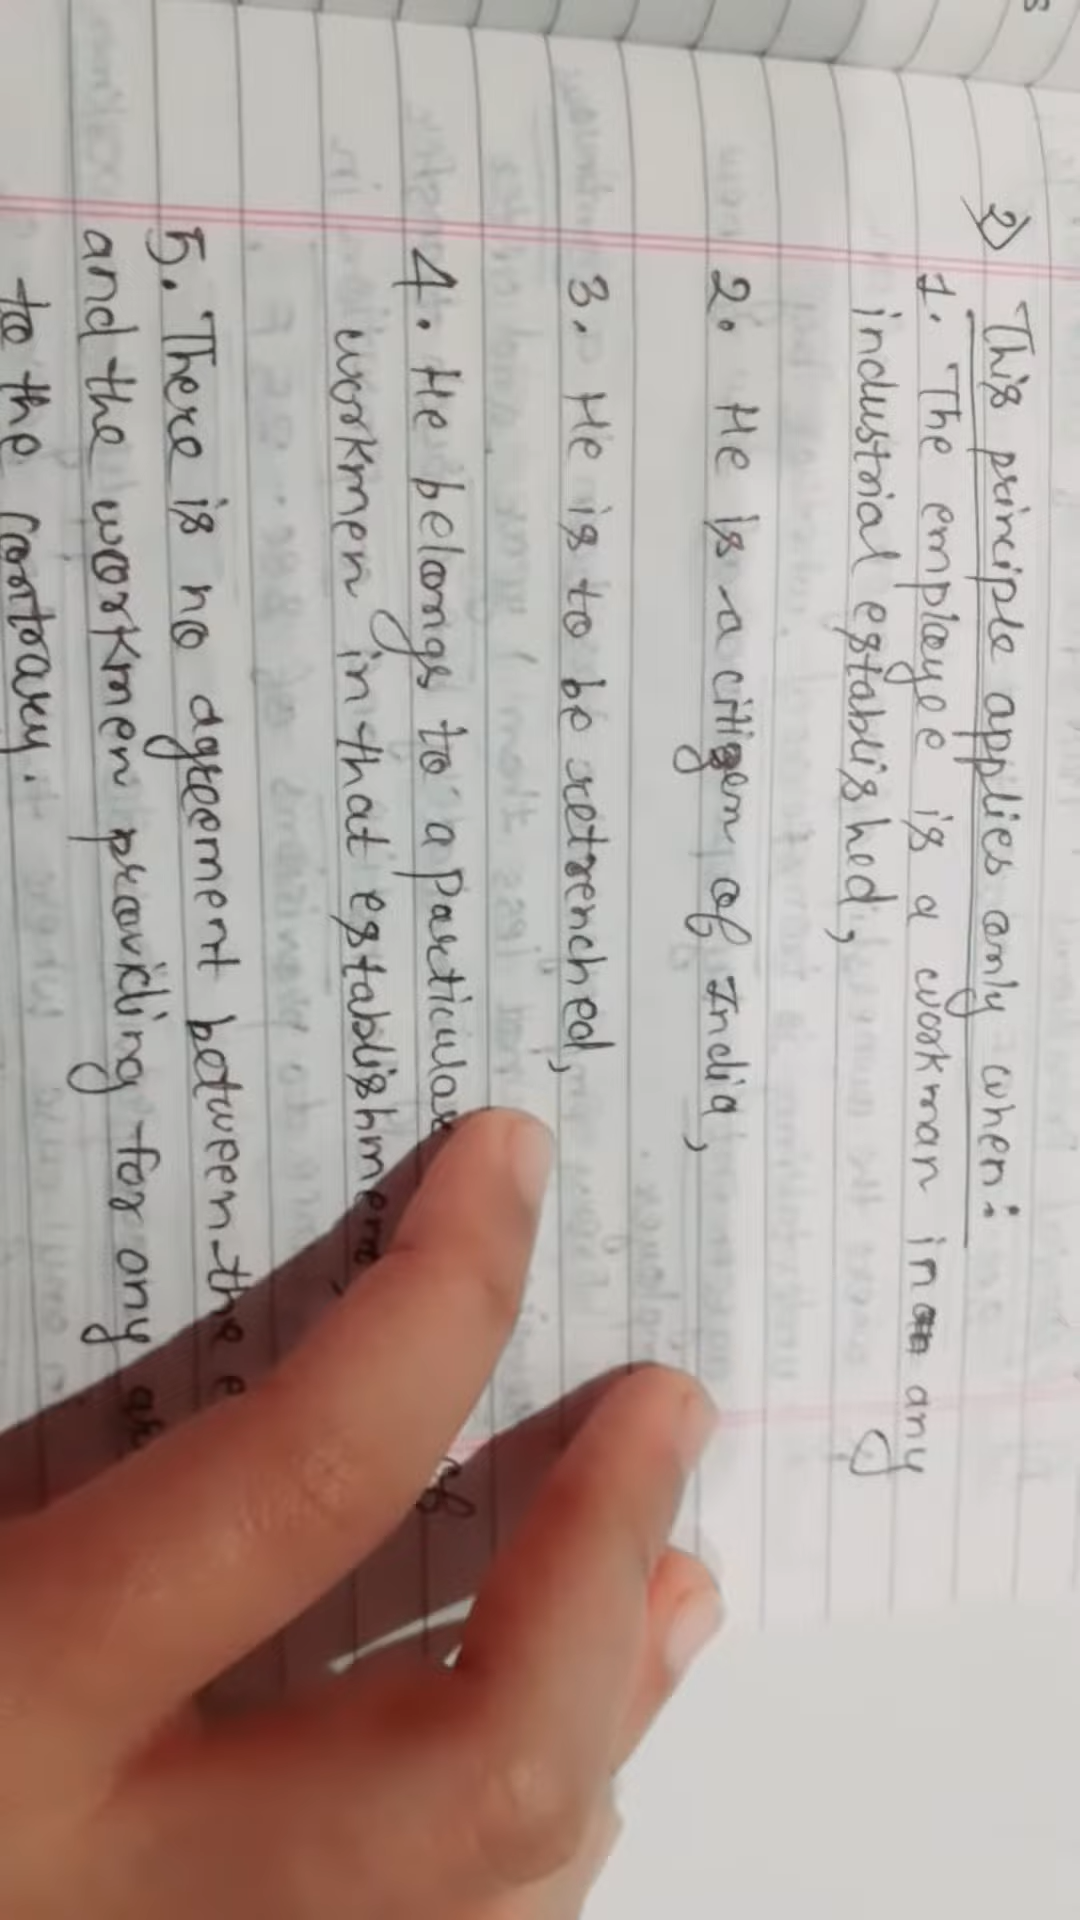 2) This principle applies only when:
1. The employee is a workman in any
industrial established,
2. He is a citizen of India,
3. He is to be retrenched,
4. He belongs to a particular of
workmen in that establishment,
5. There is no agreement between the
and the workmen providing for any
to the contrary.